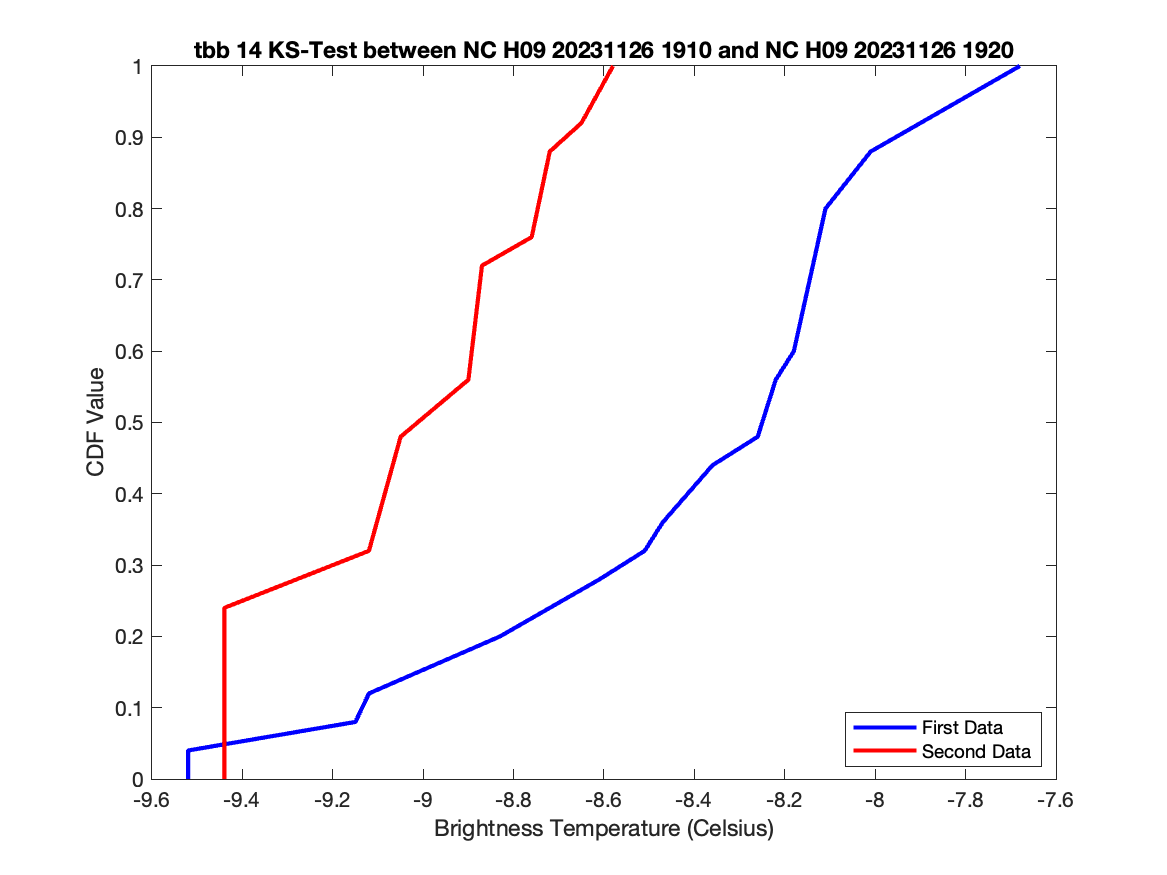 tbb 14 KS-Test between NC H09 20231126 1910 and NC H09 20231126 1920
1
0.9
0.8
0.7
0.6
0.5
0.4
0.3
0.2
0.1
0
CDF Value
First Data
Second Data
-9.6 -9.4 -9.2 -9 -8.8 -8.6 -8.4 -8.2 -8 -7.8 -7.6
Brightness Temperature (Celsius)